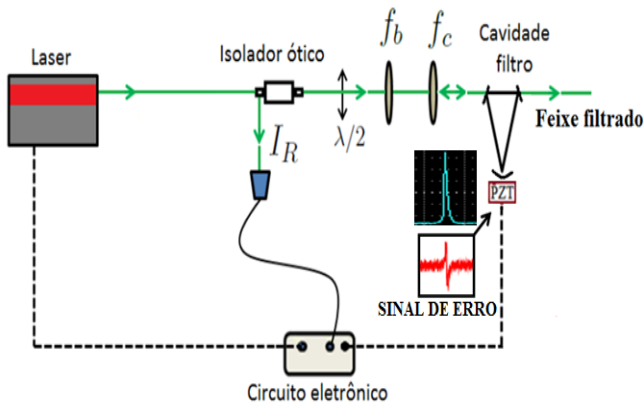 Laser
Isolador ótico
f_b
f_c
Cavidade
filtro
λ/2
I_R
Feixe filtrado
PZT
SINAL DE ERRO
Circuito eletrônico